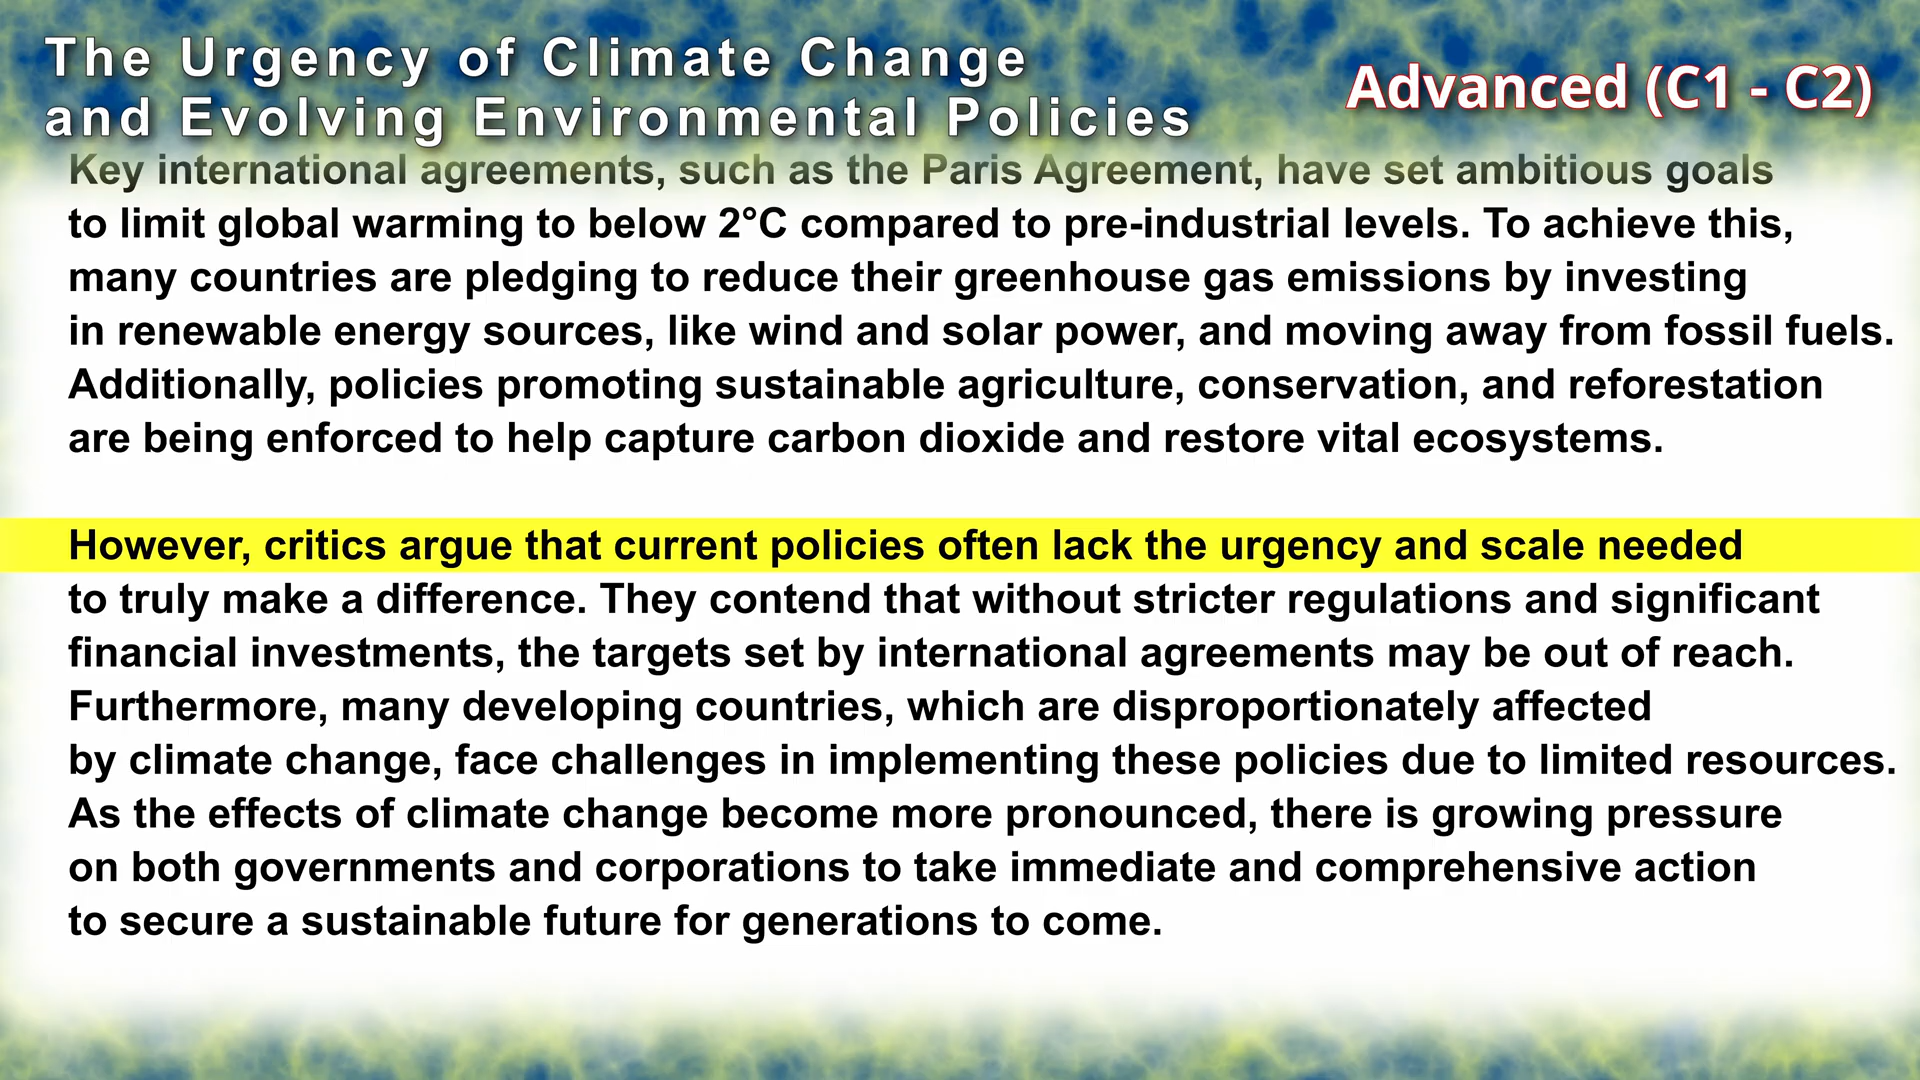 The Urgency of Climate Change
and Evolving Environmental Policies
Advanced (C1 - C2)
Key international agreements, such as the Paris Agreement, have set ambitious goals
to limit global warming to below 2°C compared to pre-industrial levels. To achieve this,
many countries are pledging to reduce their greenhouse gas emissions by investing
in renewable energy sources, like wind and solar power, and moving away from fossil fuels.
Additionally, policies promoting sustainable agriculture, conservation, and reforestation
are being enforced to help capture carbon dioxide and restore vital ecosystems.
However, critics argue that current policies often lack the urgency and scale needed
to truly make a difference. They contend that without stricter regulations and significant
financial investments, the targets set by international agreements may be out of reach.
Furthermore, many developing countries, which are disproportionately affected
by climate change, face challenges in implementing these policies due to limited resources.
As the effects of climate change become more pronounced, there is growing pressure
on both governments and corporations to take immediate and comprehensive action
to secure a sustainable future for generations to come.